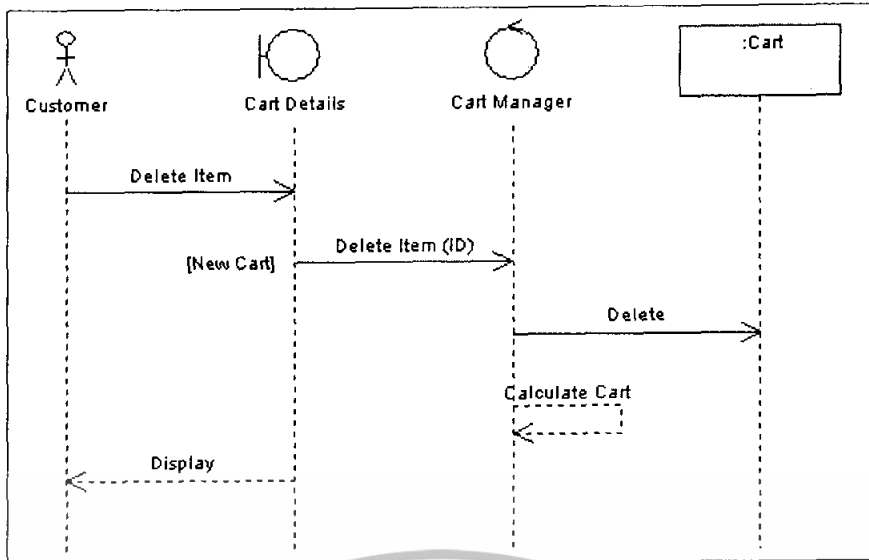 :Cart
Customer
Cart Details
Cart Manager
Delete Item
Delete Item (ID)
[New Cart]
Delete
Calculate Cart
Display